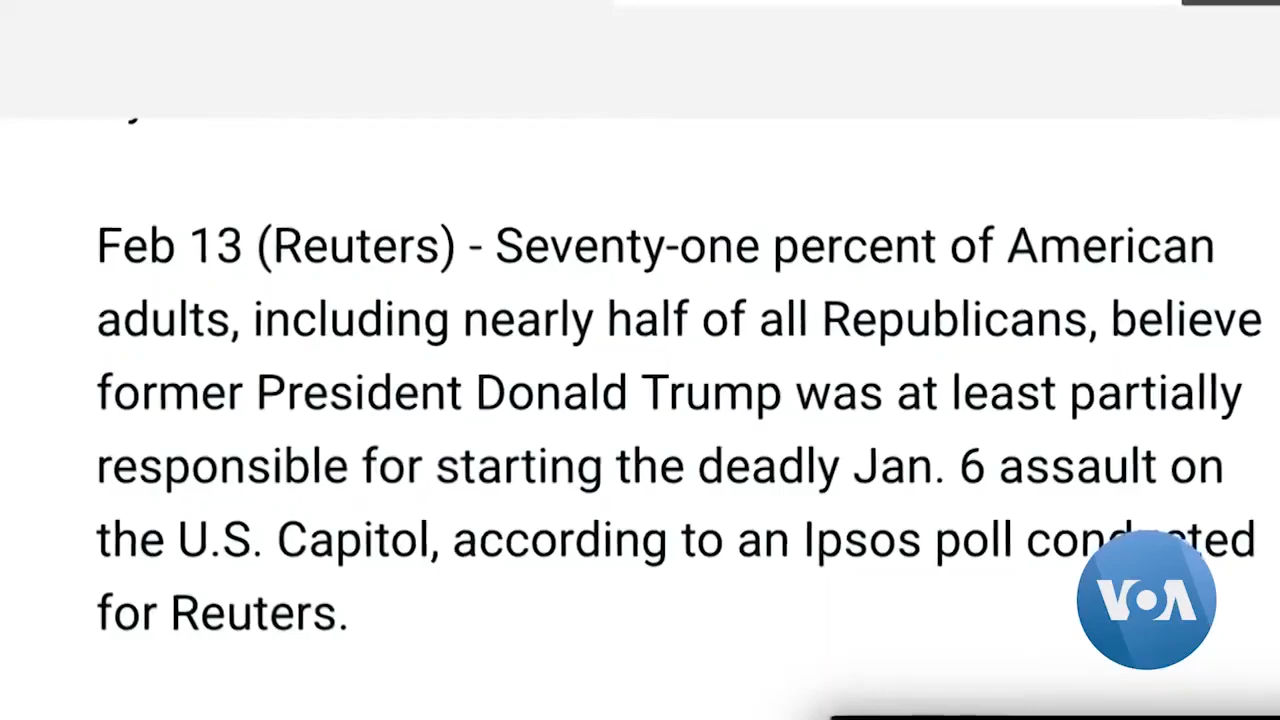 Feb 13 (Reuters) - Seventy-one percent of American
adults, including nearly half of all Republicans, believe
former President Donald Trump was at least partially
responsible for starting the deadly Jan. 6 assault on
the U.S. Capitol, according to an Ipsos poll conducted
for Reuters.
VOA